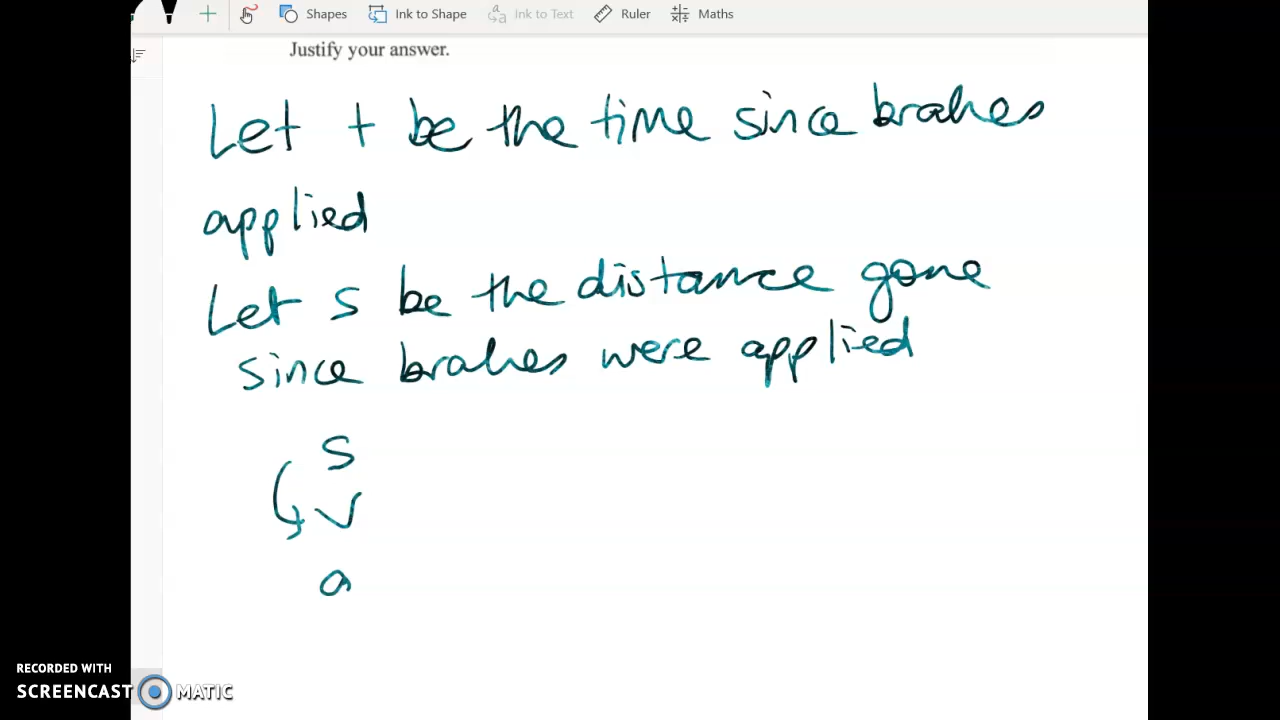 Shapes Ink to Shape Ink to Text Ruler Maths
Justify your answer.
Let t be the time since brakes
applied
Let s be the distance gone
since brakes were applied
s
v
a
RECORDED WITH
SCREENCAST MATIC